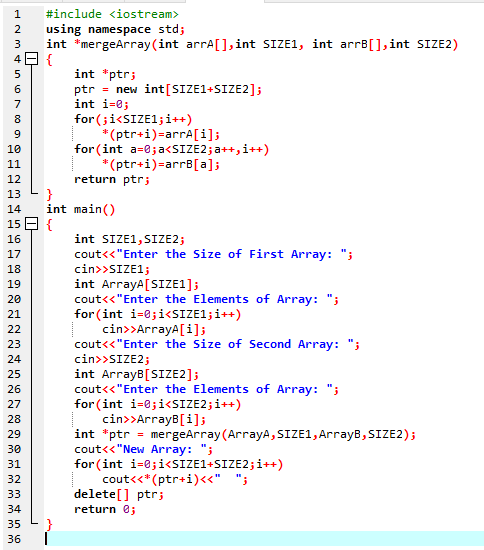 1 #include <iostream>
2 using namespace std;
3 int *mergeArray(int arrA[],int SIZE1, int arrB[],int SIZE2)
4 {
5     int *ptr;
6     ptr = new int[SIZE1+SIZE2];
7     int i=0;
8     for(;i<SIZE1;i++)
9         *(ptr+i)=arrA[i];
10     for(int a=0;a<SIZE2;a++,i++)
11         *(ptr+i)=arrB[a];
12     return ptr;
13 }
14 int main()
15 {
16     int SIZE1,SIZE2;
17     cout<<"Enter the Size of First Array: ";
18     cin>>SIZE1;
19     int ArrayA[SIZE1];
20     cout<<"Enter the Elements of Array: ";
21     for(int i=0;i<SIZE1;i++)
22         cin>>ArrayA[i];
23     cout<<"Enter the Size of Second Array: ";
24     cin>>SIZE2;
25     int ArrayB[SIZE2];
26     cout<<"Enter the Elements of Array: ";
27     for(int i=0;i<SIZE2;i++)
28         cin>>ArrayB[i];
29     int *ptr = mergeArray(ArrayA,SIZE1,ArrayB,SIZE2);
30     cout<<"New Array: ";
31     for(int i=0;i<SIZE1+SIZE2;i++)
32         cout<<*(ptr+i)<<"  ";
33     delete[] ptr;
34     return 0;
35 }
36